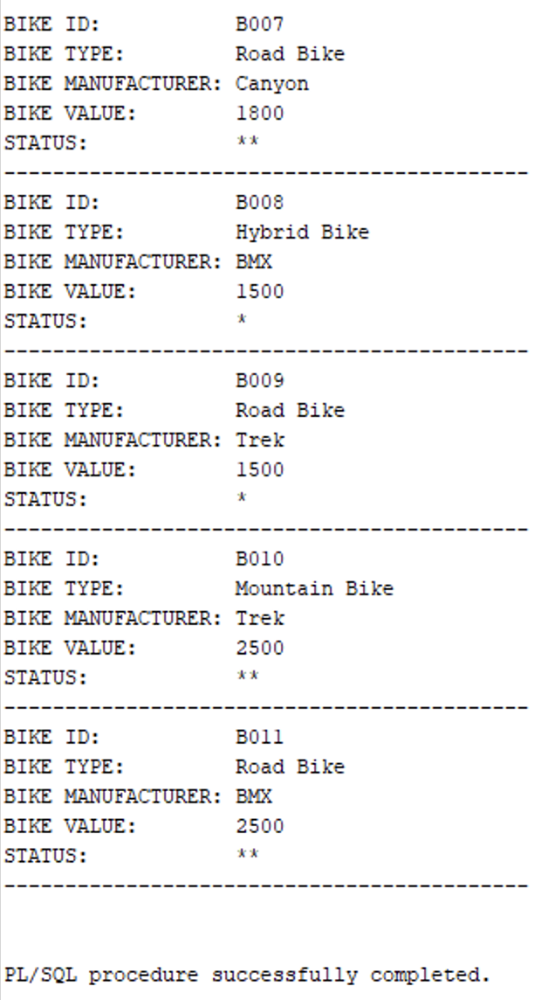 BIKE ID: B007
BIKE TYPE: Road Bike
BIKE MANUFACTURER: Canyon
BIKE VALUE: 1800
STATUS: **
-------------------------------------------
BIKE ID: B008
BIKE TYPE: Hybrid Bike
BIKE MANUFACTURER: BMX
BIKE VALUE: 1500
STATUS: *
-------------------------------------------
BIKE ID: B009
BIKE TYPE: Road Bike
BIKE MANUFACTURER: Trek
BIKE VALUE: 1500
STATUS: *
-------------------------------------------
BIKE ID: B010
BIKE TYPE: Mountain Bike
BIKE MANUFACTURER: Trek
BIKE VALUE: 2500
STATUS: **
-------------------------------------------
BIKE ID: B011
BIKE TYPE: Road Bike
BIKE MANUFACTURER: BMX
BIKE VALUE: 2500
STATUS: **
-------------------------------------------
PL/SQL procedure successfully completed.